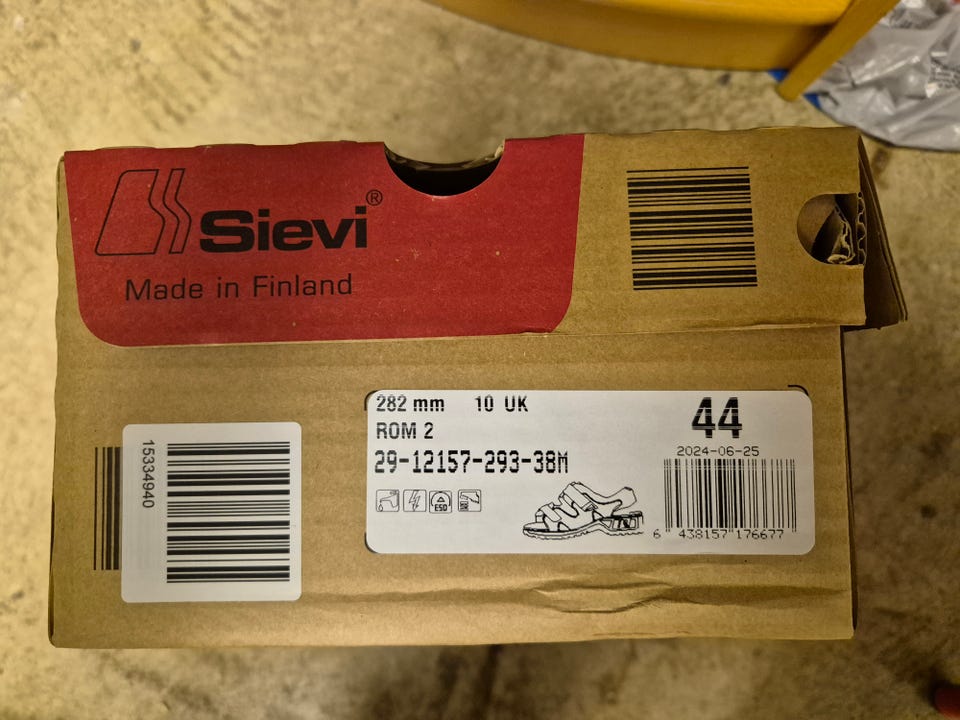 Sievi®
Made in Finland
282 mm 10 UK
ROM 2
29-12157-293-38M
ESD
44
2024-06-25
6 438157 176677
15334940